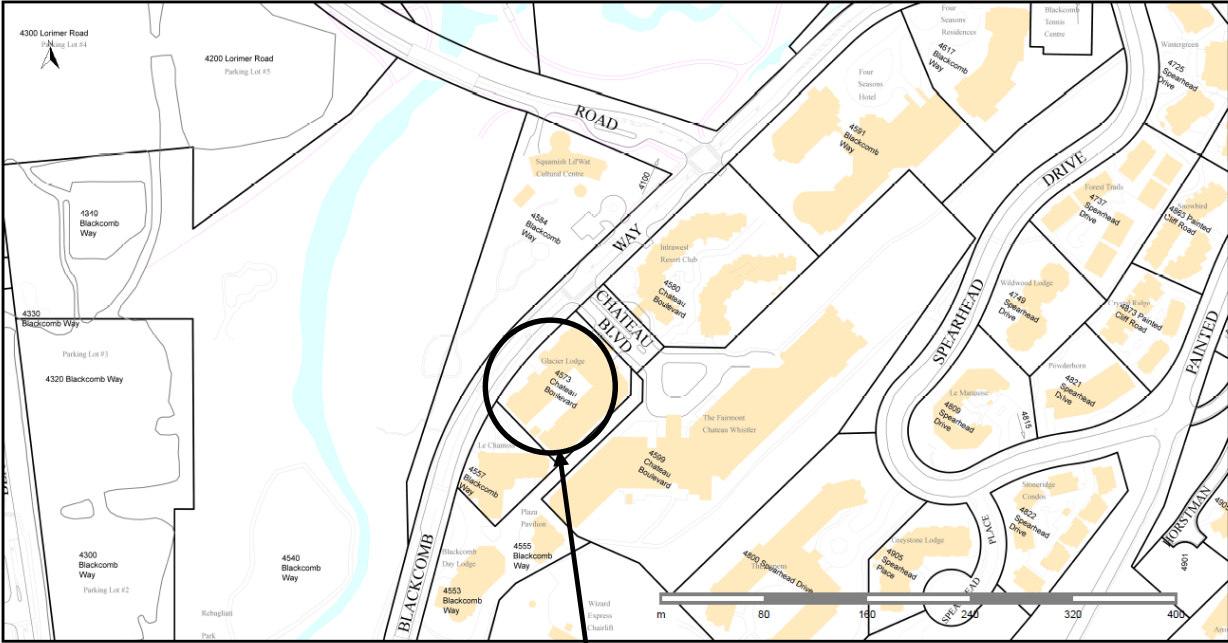 4300 Lorimer Road
Parking Lot #4
4200 Lorimer Road
Parking Lot #5
ROAD
Four
Seasons
Residences
Blackcomb
Tennis
Centre
4617
Blackcomb
Way
Wintergreen
4725
Spearhead
Drive
Four
Seasons
Hotel
4591
Blackcomb
Way
Squamish Lil'Wat
Cultural Centre
4100
DRIVE
4340
Blackcomb
Way
4584
Blackcomb
Way
WAY
Intrawest
Resort Club
4580
Chateau
Boulevard
Forest Trails
4737
Spearhead
Drive
Snowbird
4865 Painted
Cliff Road
CHATEAU
BLVD
Wildwood Lodge
4749
Spearhead
Drive
Crystal Ridge
4873 Painted
Cliff Road
SPEARHEAD
PAINTED
4330
Blackcomb Way
Parking Lot #3
4320 Blackcomb Way
Glacier Lodge
4573
Chateau
Boulevard
Powderhorn
4821
Spearhead
Drive
Le Marquise
4809
Spearhead
Drive
4815
The Fairmont
Chateau Whistler
4599
Chateau
Boulevard
Le Chamois
4557
Blackcomb
Way
Plaza
Pavilion
4555
Blackcomb
Way
Blackcomb
Day Lodge
4553
Blackcomb
Way
BLACKCOMB
Stoneridge
Condos
4822
Spearhead
Drive
PLACE
HORSTMAN
4901
Greystone Lodge
4905
Spearhead
Place
4800 Spearhead Drive
4300
Blackcomb
Way
Parking Lot #2
4540
Blackcomb
Way
Rebagliati
Park
Wizard
Express
Chairlift
m 80 160 240 320 400